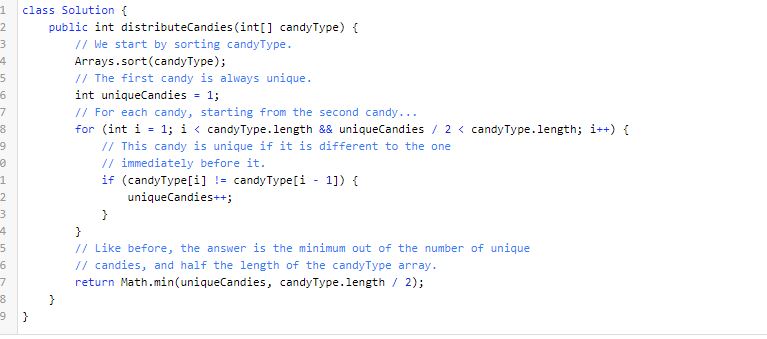 1 class Solution {
2     public int distributeCandies(int[] candyType) {
3         // We start by sorting candyType.
4         Arrays.sort(candyType);
5         // The first candy is always unique.
6         int uniqueCandies = 1;
7         // For each candy, starting from the second candy...
8         for (int i = 1; i < candyType.length && uniqueCandies / 2 < candyType.length; i++) {
9             // This candy is unique if it is different to the one
0             // immediately before it.
1             if (candyType[i] != candyType[i - 1]) {
2                 uniqueCandies++;
3             }
4         }
5         // Like before, the answer is the minimum out of the number of unique
6         // candies, and half the length of the candyType array.
7         return Math.min(uniqueCandies, candyType.length / 2);
8     }
9 }